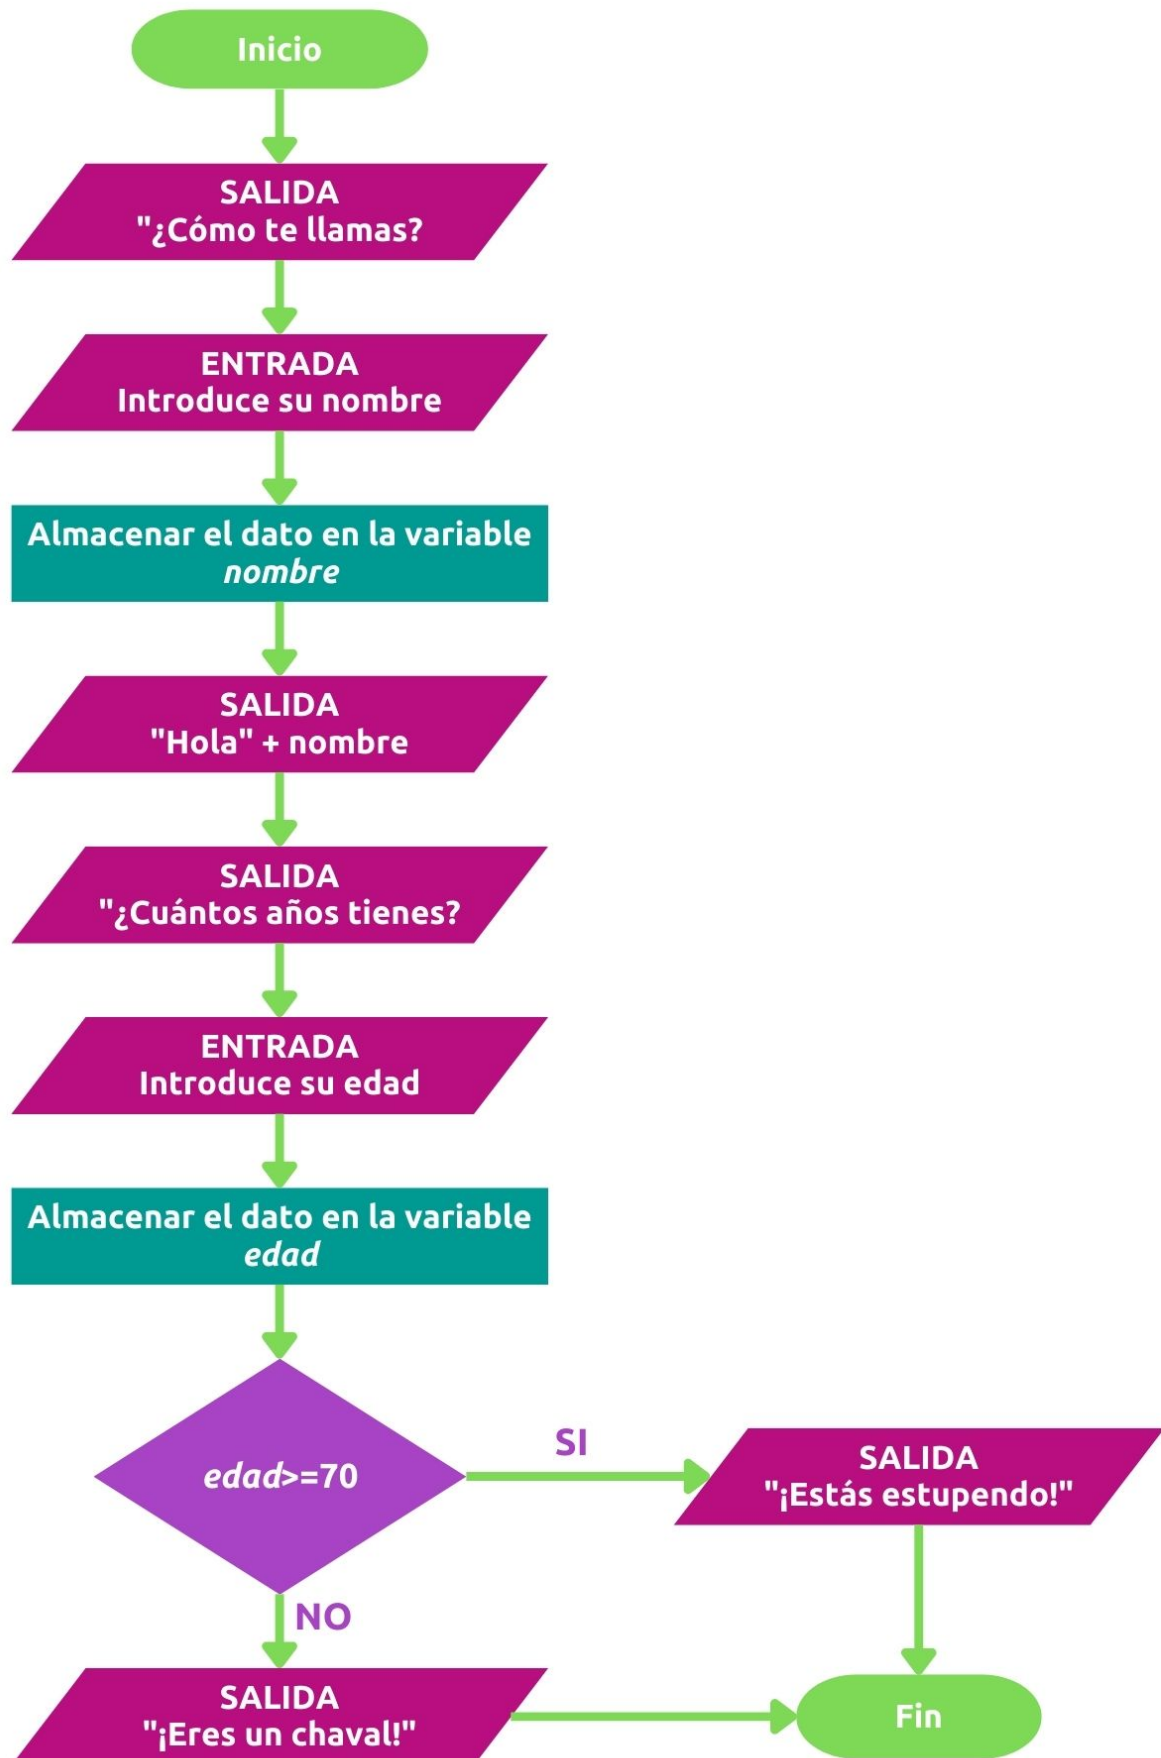 Inicio
SALIDA
"¿Cómo te llamas?
ENTRADA
Introduce su nombre
Almacenar el dato en la variable
nombre
SALIDA
"Hola" + nombre
SALIDA
"¿Cuántos años tienes?
ENTRADA
Introduce su edad
Almacenar el dato en la variable
edad
edad>=70
SI
SALIDA
"¡Estás estupendo!"
NO
SALIDA
"¡Eres un chaval!"
Fin